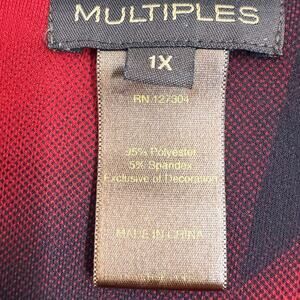 MULTIPLES
1X
RN 127304
95% Polyester
5% Spandex
Exclusive of Decoration
MADE IN CHINA